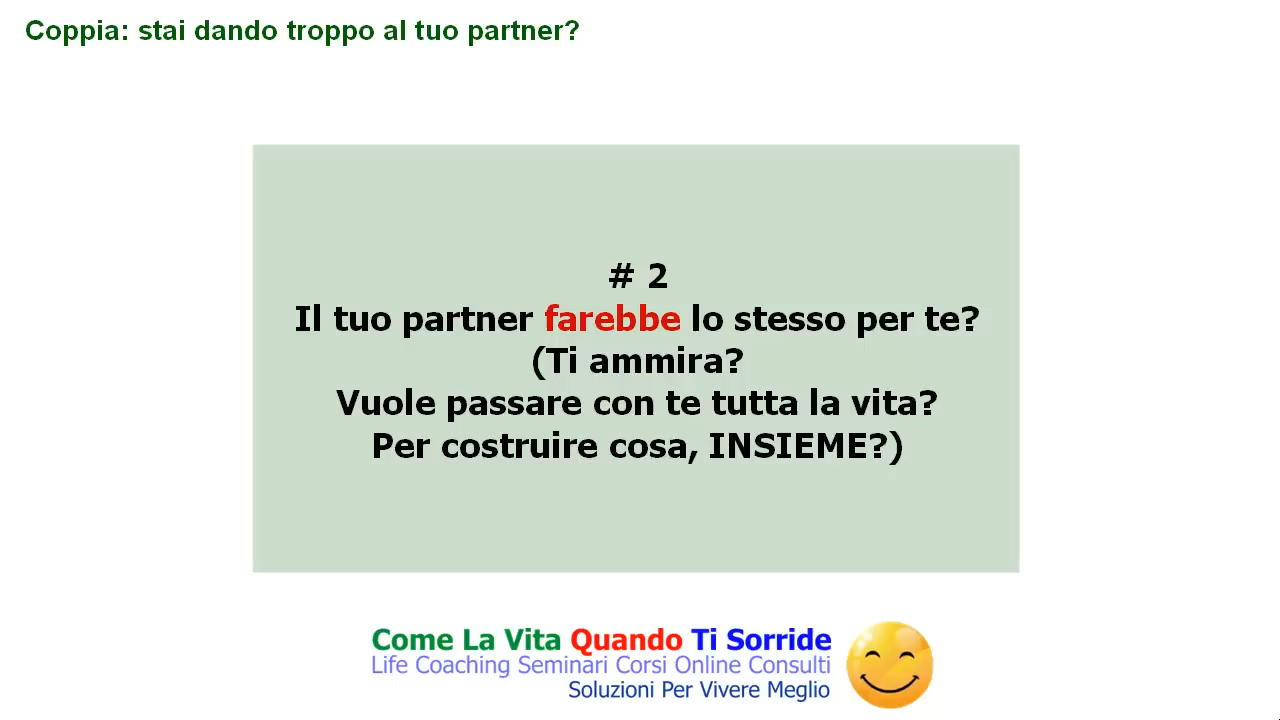 Coppia: stai dando troppo al tuo partner?
# 2
Il tuo partner farebbe lo stesso per te?
(Ti ammira?
Vuole passare con te tutta la vita?
Per costruire cosa, INSIEME?)
Come La Vita Quando Ti Sorride
Life Coaching Seminari Corsi Online Consulti
Soluzioni Per Vivere Meglio